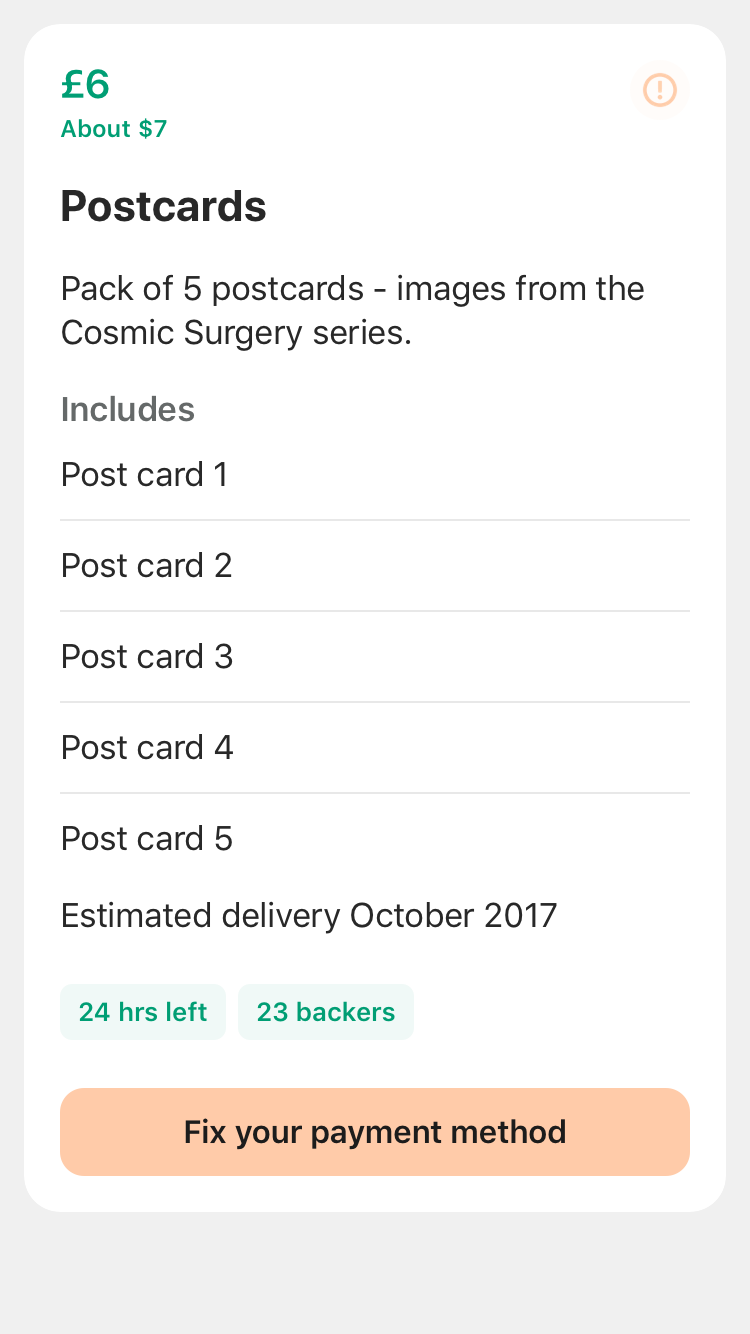 £6
About $7
Postcards
Pack of 5 postcards - images from the
Cosmic Surgery series.
Includes
Post card 1
Post card 2
Post card 3
Post card 4
Post card 5
Estimated delivery October 2017
24 hrs left
23 backers
Fix your payment method